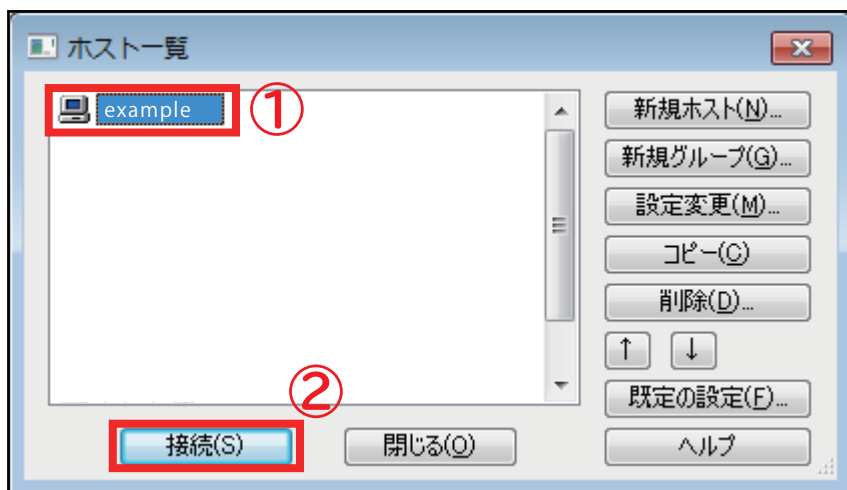 ホスト一覧
example
①
新規ホスト(N)...
新規グループ(G)...
設定変更(M)...
コピー(C)
削除(D)...
↑ ↓
既定の設定(F)...
②
接続(S)
閉じる(O)
ヘルプ